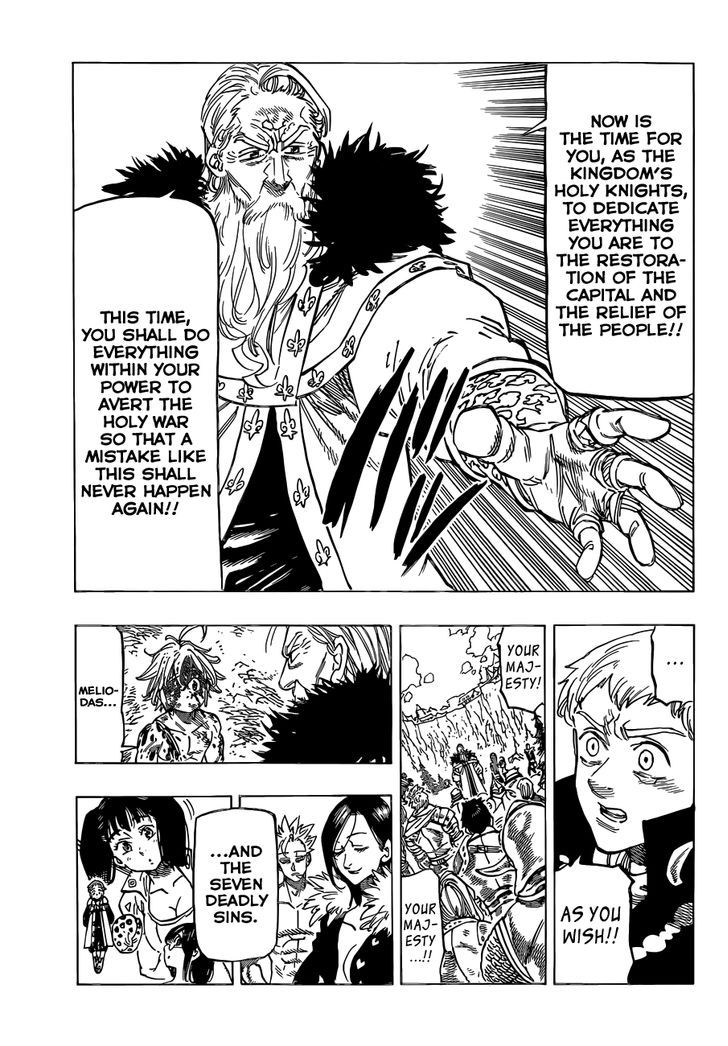 NOW IS
THE TIME FOR
YOU, AS THE
KINGDOM'S
HOLY KNIGHTS,
TO DEDICATE
EVERYTHING
YOU ARE TO
THE RESTORA-
TION OF THE
CAPITAL AND
THE RELIEF OF
THE PEOPLE!!
THIS TIME,
YOU SHALL DO
EVERYTHING
WITHIN YOUR
POWER TO
AVERT THE
HOLY WAR
SO THAT A
MISTAKE LIKE
THIS SHALL
NEVER HAPPEN
AGAIN!!
...
AS YOU
WISH!!
YOUR
MAJ-
ESTY!
YOUR
MAJ-
ESTY
...!!
MELIO-
DAS...
...AND
THE
SEVEN
DEADLY
SINS.